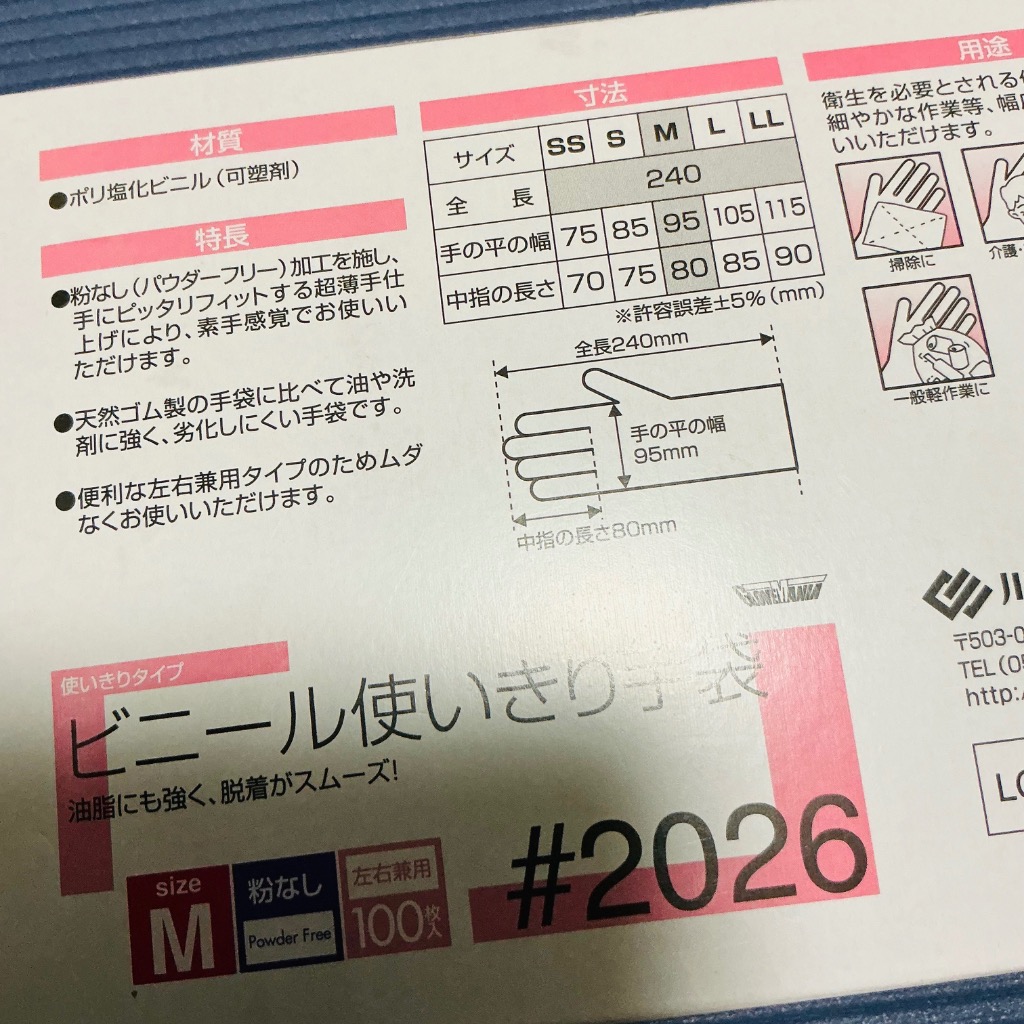 材質
●ポリ塩化ビニル（可塑剤）
特長
●粉なし（パウダーフリー）加工を施し、
手にピッタリフィットする超薄手仕
上げにより、素手感覚でお使いい
ただけます。
●天然ゴム製の手袋に比べて油や洗
剤に強く、劣化しにくい手袋です。
●便利な左右兼用タイプのためムダ
なくお使いいただけます。
寸法
サイズ SS S M L LL
全長 240
手の平の幅 75 85 95 105 115
中指の長さ 70 75 80 85 90
※許容誤差±5%（mm）
全長240mm
手の平の幅
95mm
中指の長さ80mm
用途
衛生を必要とされる
細やかな作業等、幅
いいただけます。
掃除に
介護・
一般軽作業に
GLOVE MANIA
川
〒503-0
TEL(05
http:/
LO
使いきりタイプ
ビニール使いきり手袋
油脂にも強く、脱着がスムーズ!
size
M
粉なし
Powder Free
左右兼用
100枚入
#2026